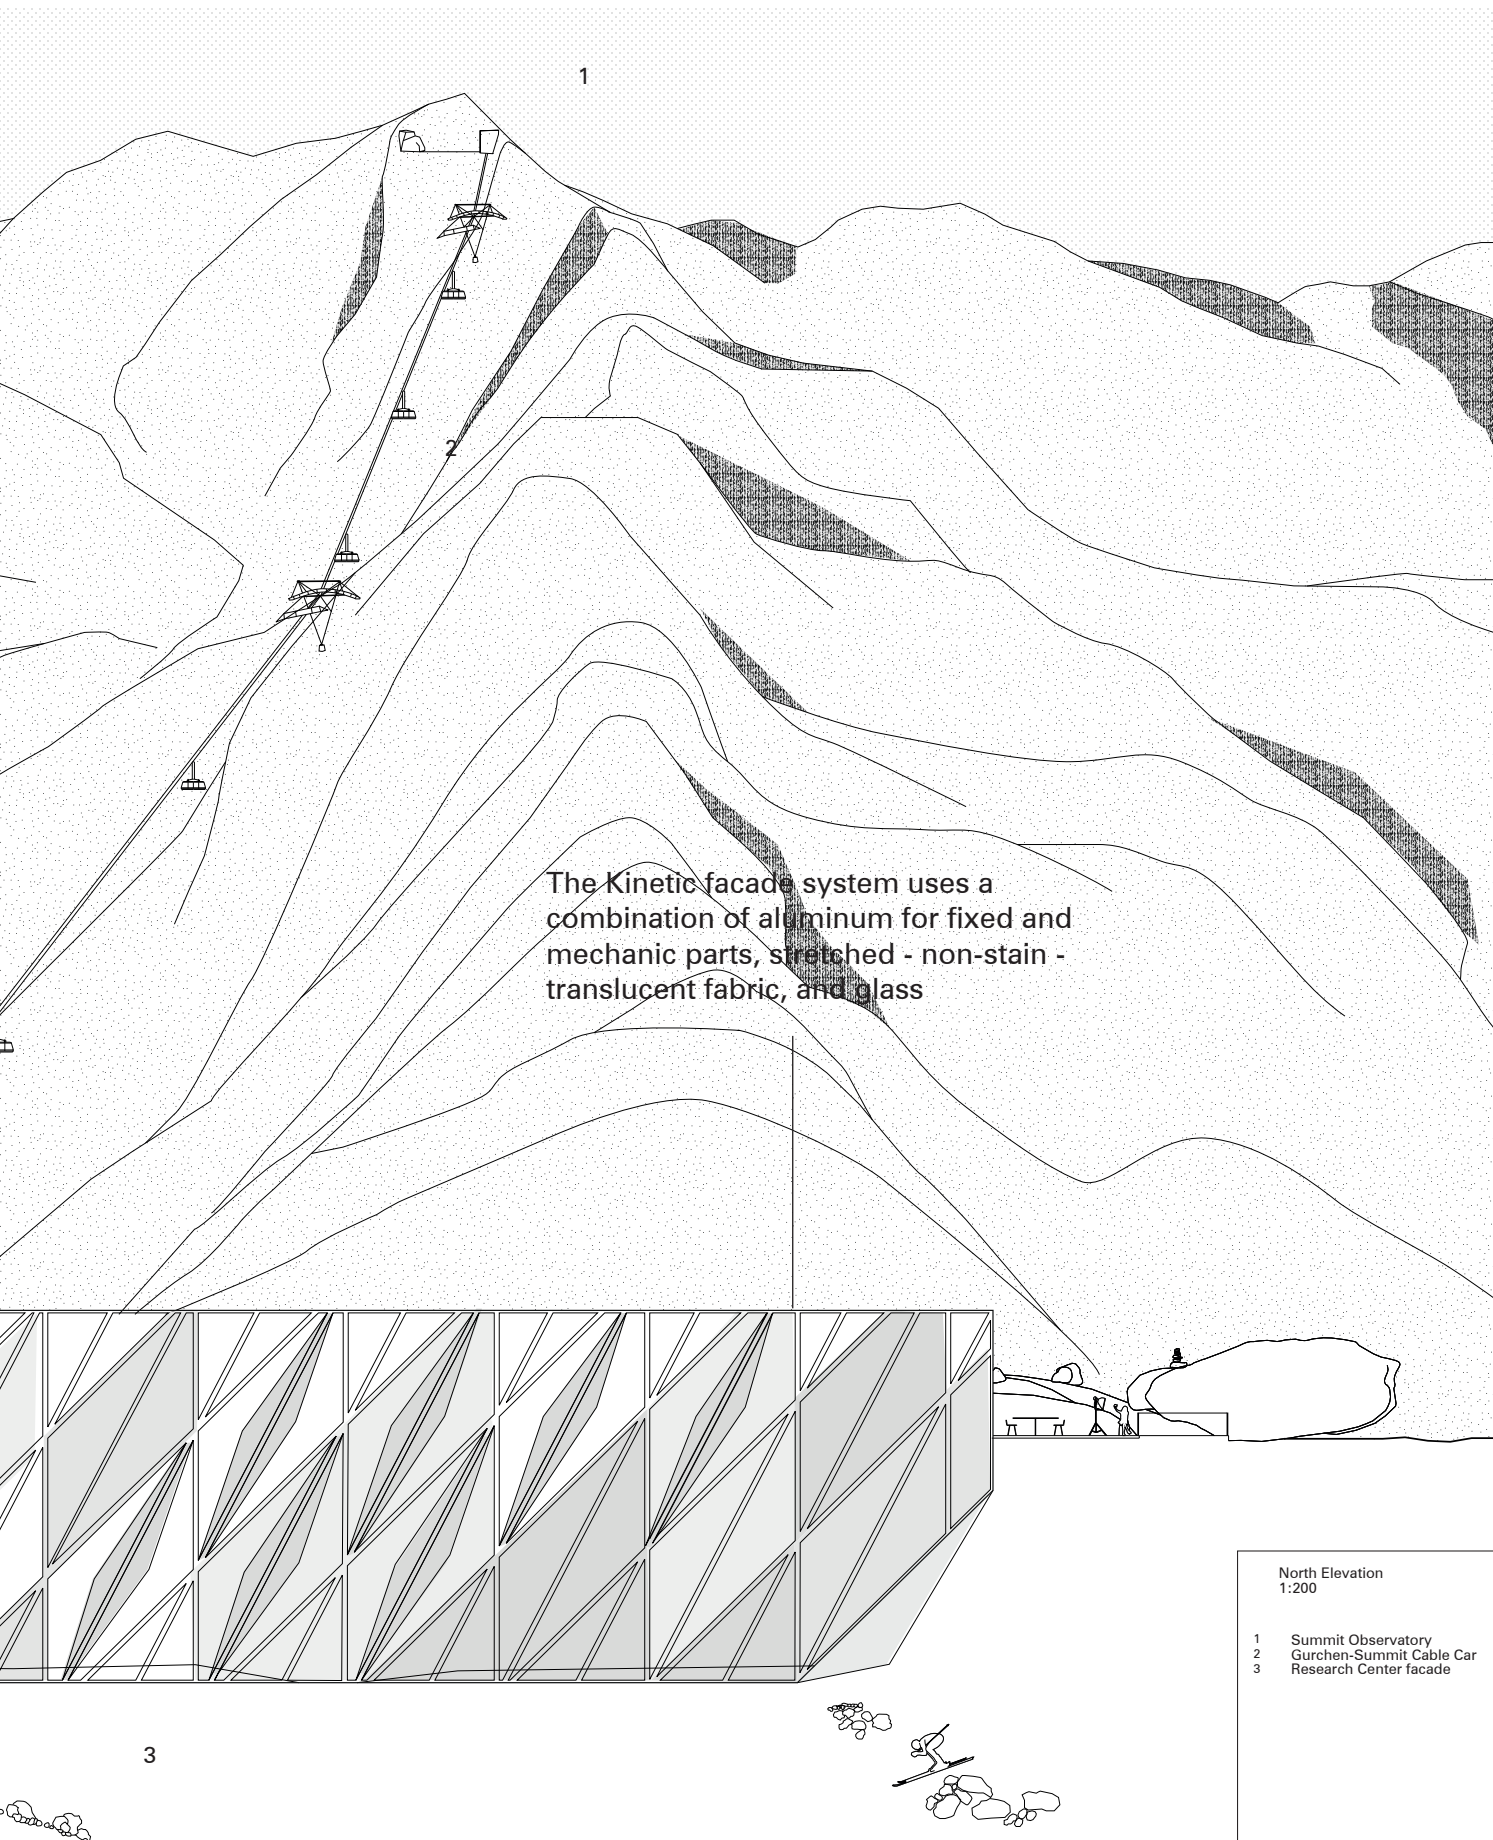 1
2
The Kinetic facade system uses a
combination of aluminum for fixed and
mechanic parts, stretched - non-stain -
translucent fabric, and glass
North Elevation
1:200
1 Summit Observatory
2 Gurchen-Summit Cable Car
3 Research Center facade
3